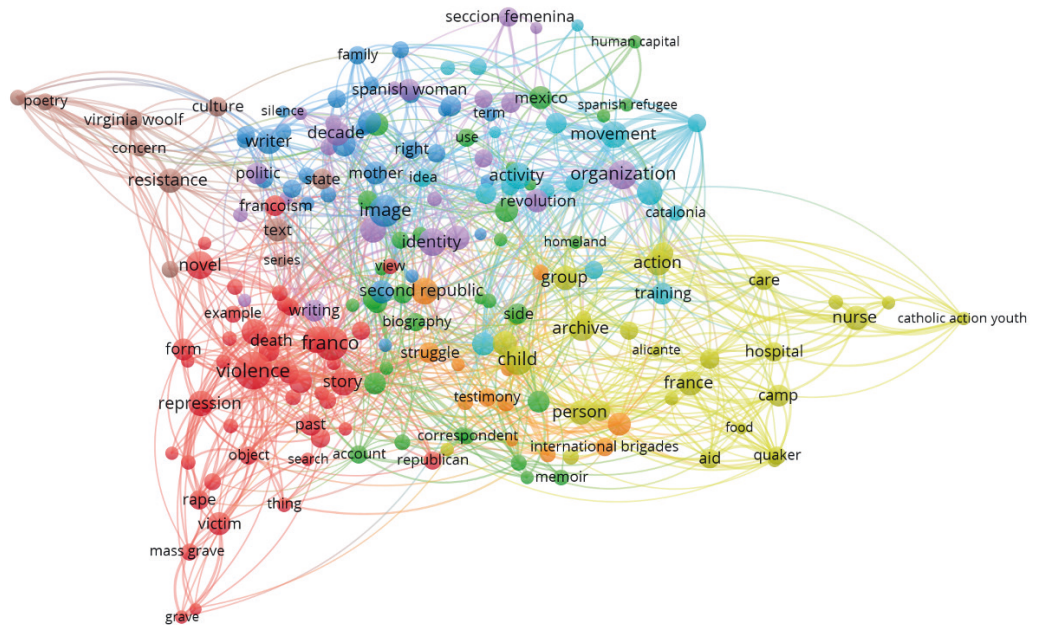 seccion femenina
human capital
family
poetry
culture
silence
spanish woman
term
mexico
spanish refugee
virginia woolf
concern
writer
decade
right
use
movement
resistance
politic
state
mother
idea
activity
organization
francoism
image
revolution
catalonia
text
identity
homeland
series
novel
view
group
action
second republic
training
care
example
writing
biography
side
archive
nurse
catholic action youth
form
death
franco
struggle
child
alicante
hospital
violence
story
france
camp
repression
testimony
person
past
food
object
search
account
correspondent
republican
international brigades
aid
quaker
memoir
rape
thing
victim
mass grave
grave